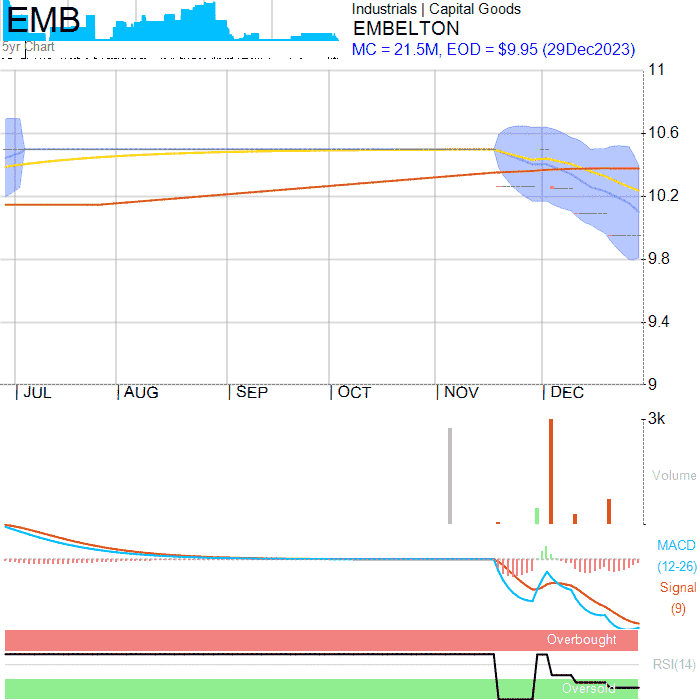 EMB
5yr Chart
Industrials | Capital Goods
EMBELTON
MC = 21.5M, EOD = $9.95 (29Dec2023)
11
10.6
10.2
9.8
9.4
9
JUL AUG SEP OCT NOV DEC
3k
Volume
MACD
(12-26)
Signal
(9)
Overbought
RSI(14)
Oversold